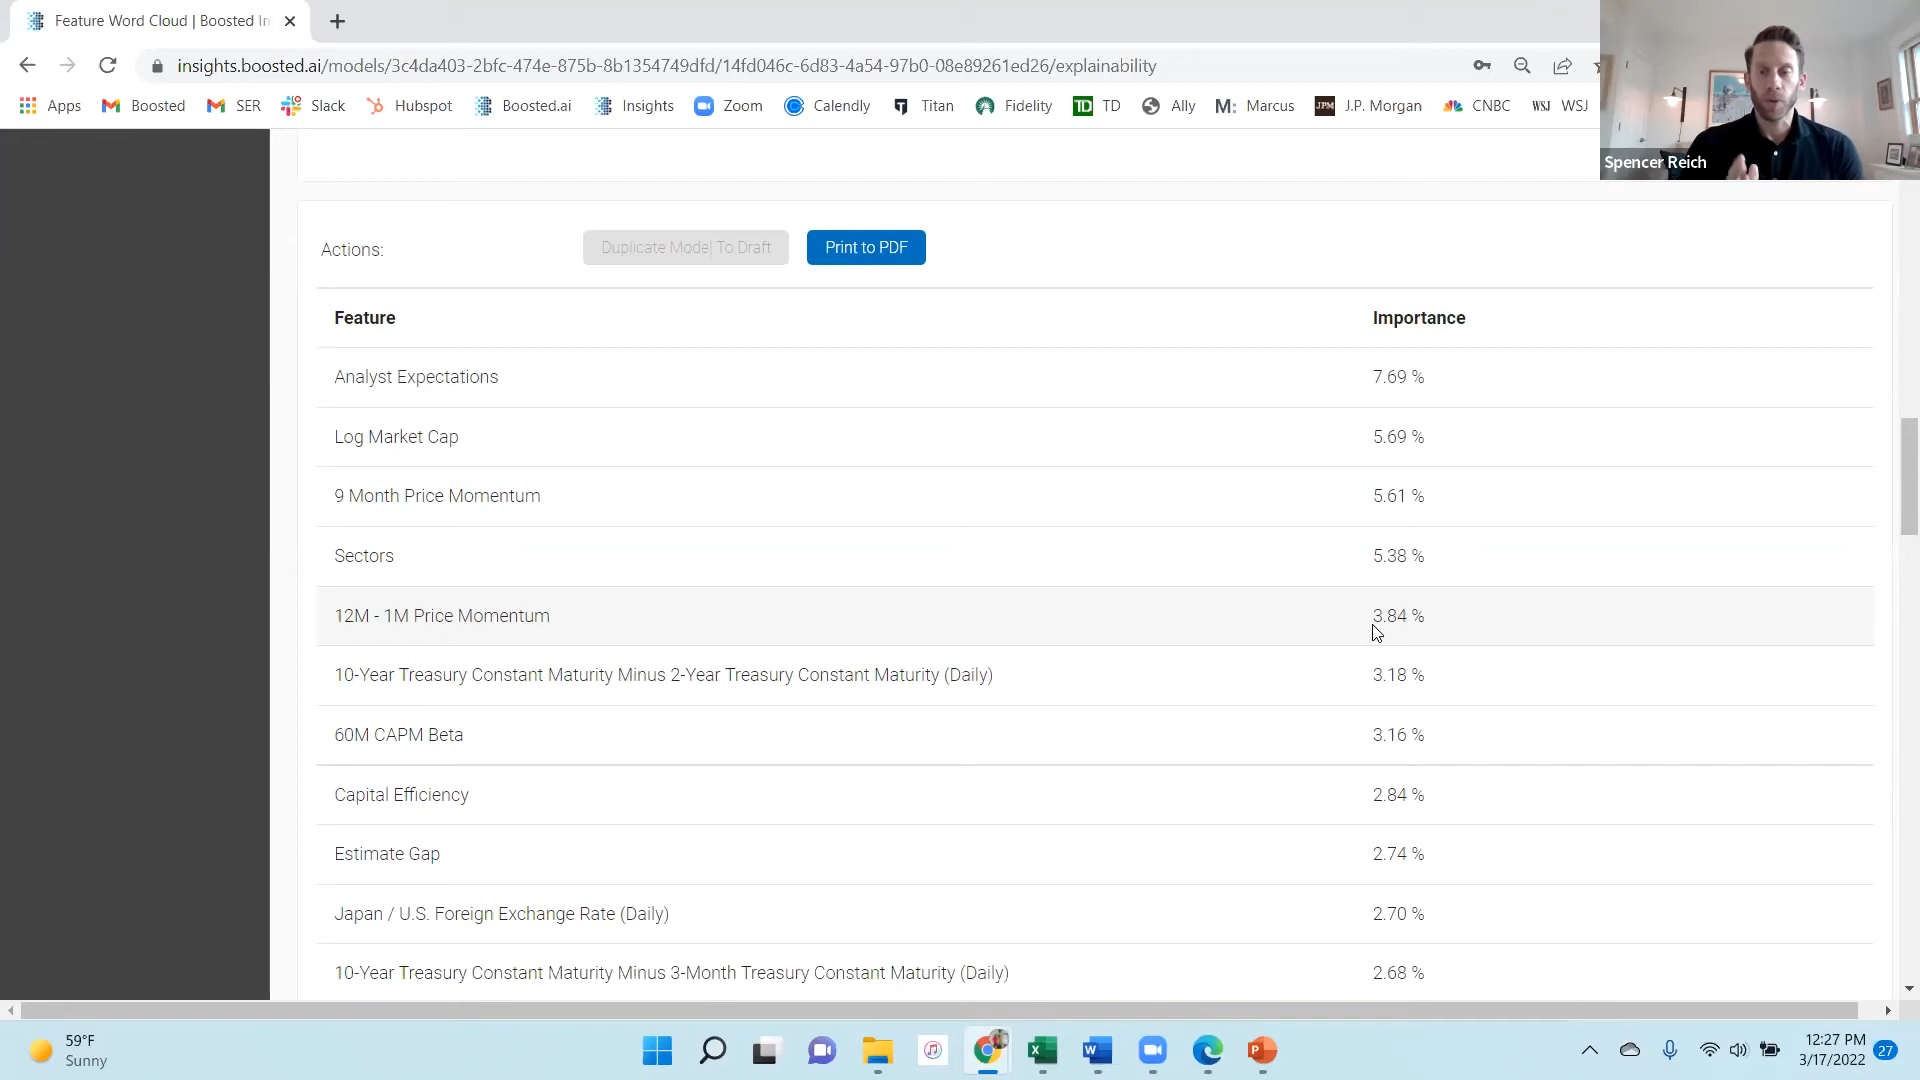 Feature Word Cloud | Boosted In
insights.boosted.ai/models/3c4da403-2bfc-474e-875b-8b1354749dfd/14fd046c-6d83-4a54-97b0-08e89261ed26/explainability
Apps Boosted SER Slack Hubspot Boosted.ai Insights Zoom Calendly Titan Fidelity TD TD Ally M: Marcus JPM J.P. Morgan CNBC WSJ WSJ
Spencer Reich
Actions: Duplicate Model To Draft Print to PDF
Feature Importance
Analyst Expectations 7.69 %
Log Market Cap 5.69 %
9 Month Price Momentum 5.61 %
Sectors 5.38 %
12M - 1M Price Momentum 3.84 %
10-Year Treasury Constant Maturity Minus 2-Year Treasury Constant Maturity (Daily) 3.18 %
60M CAPM Beta 3.16 %
Capital Efficiency 2.84 %
Estimate Gap 2.74 %
Japan / U.S. Foreign Exchange Rate (Daily) 2.70 %
10-Year Treasury Constant Maturity Minus 3-Month Treasury Constant Maturity (Daily) 2.68 %
59°F
Sunny
12:27 PM
3/17/2022
27